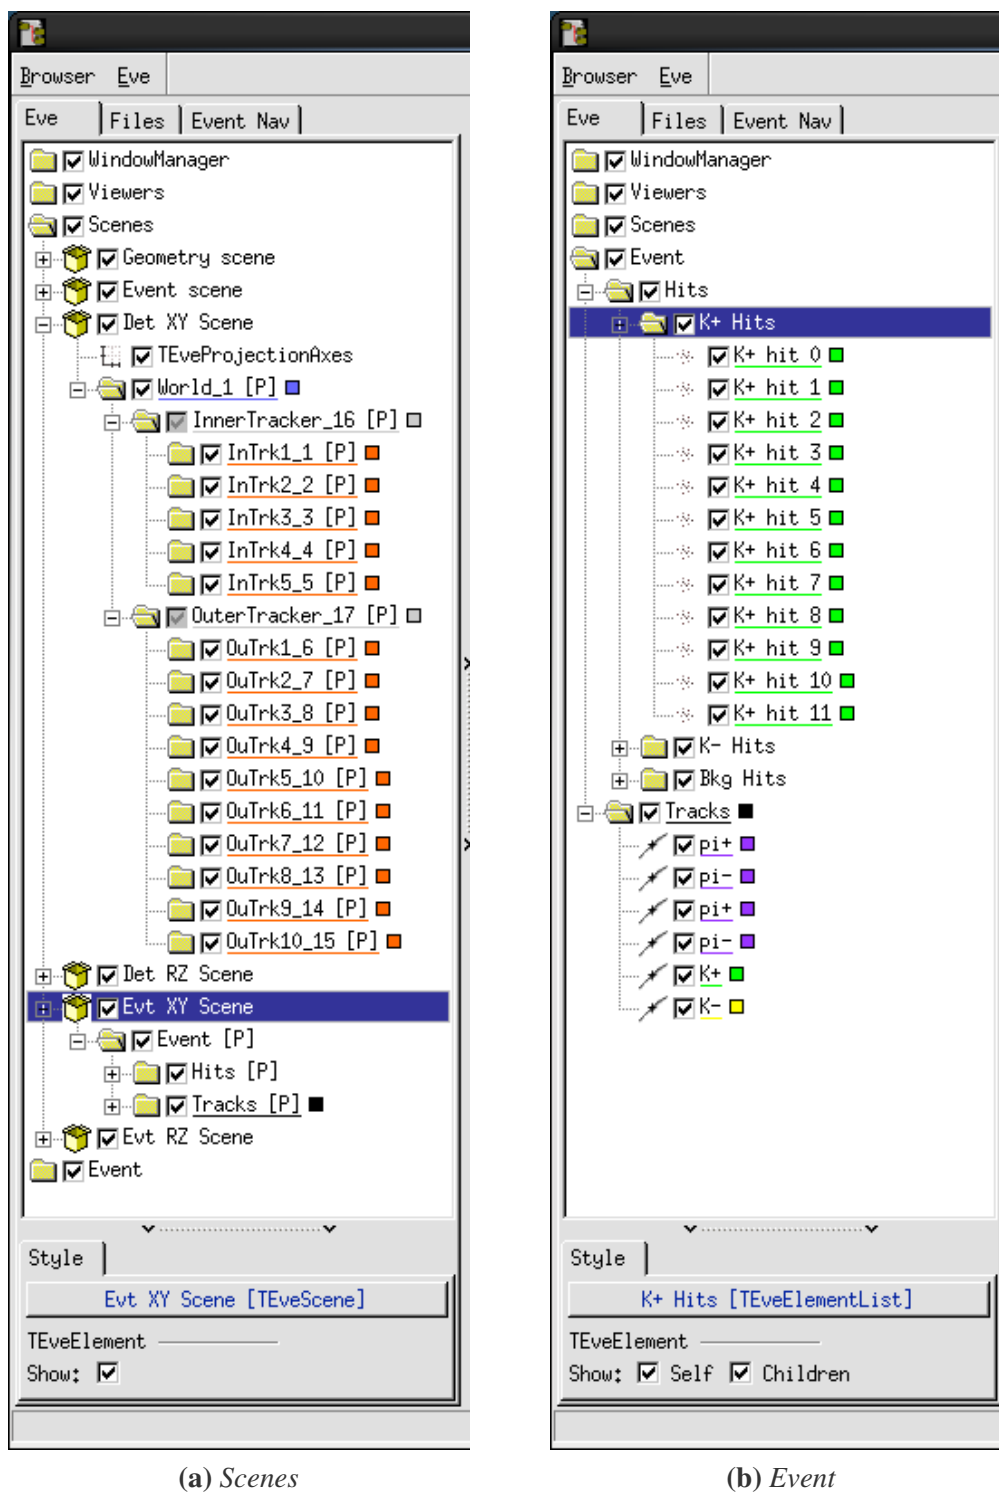 Browser Eve
Eve Files Event Nav
WindowManager
Viewers
Scenes
Geometry scene
Event scene
Det XY Scene
TEveProjectionAxes
World_1 [P]
InnerTracker_16 [P]
InTrk1_1 [P]
InTrk2_2 [P]
InTrk3_3 [P]
InTrk4_4 [P]
InTrk5_5 [P]
OuterTracker_17 [P]
OuTrk1_6 [P]
OuTrk2_7 [P]
OuTrk3_8 [P]
OuTrk4_9 [P]
OuTrk5_10 [P]
OuTrk6_11 [P]
OuTrk7_12 [P]
OuTrk8_13 [P]
OuTrk9_14 [P]
OuTrk10_15 [P]
Det RZ Scene
Evt XY Scene
Event [P]
Hits [P]
Tracks [P]
Evt RZ Scene
Event
Style
Evt XY Scene [TEveScene]
TEveElement
Show:
(a) Scenes
Browser Eve
Eve Files Event Nav
WindowManager
Viewers
Scenes
Event
Hits
K+ Hits
K+ hit 0
K+ hit 1
K+ hit 2
K+ hit 3
K+ hit 4
K+ hit 5
K+ hit 6
K+ hit 7
K+ hit 8
K+ hit 9
K+ hit 10
K+ hit 11
K- Hits
Bkg Hits
Tracks
pi+
pi-
pi+
pi-
K+
K-
Style
K+ Hits [TEveElementList]
TEveElement
Show: Self Children
(b) Event